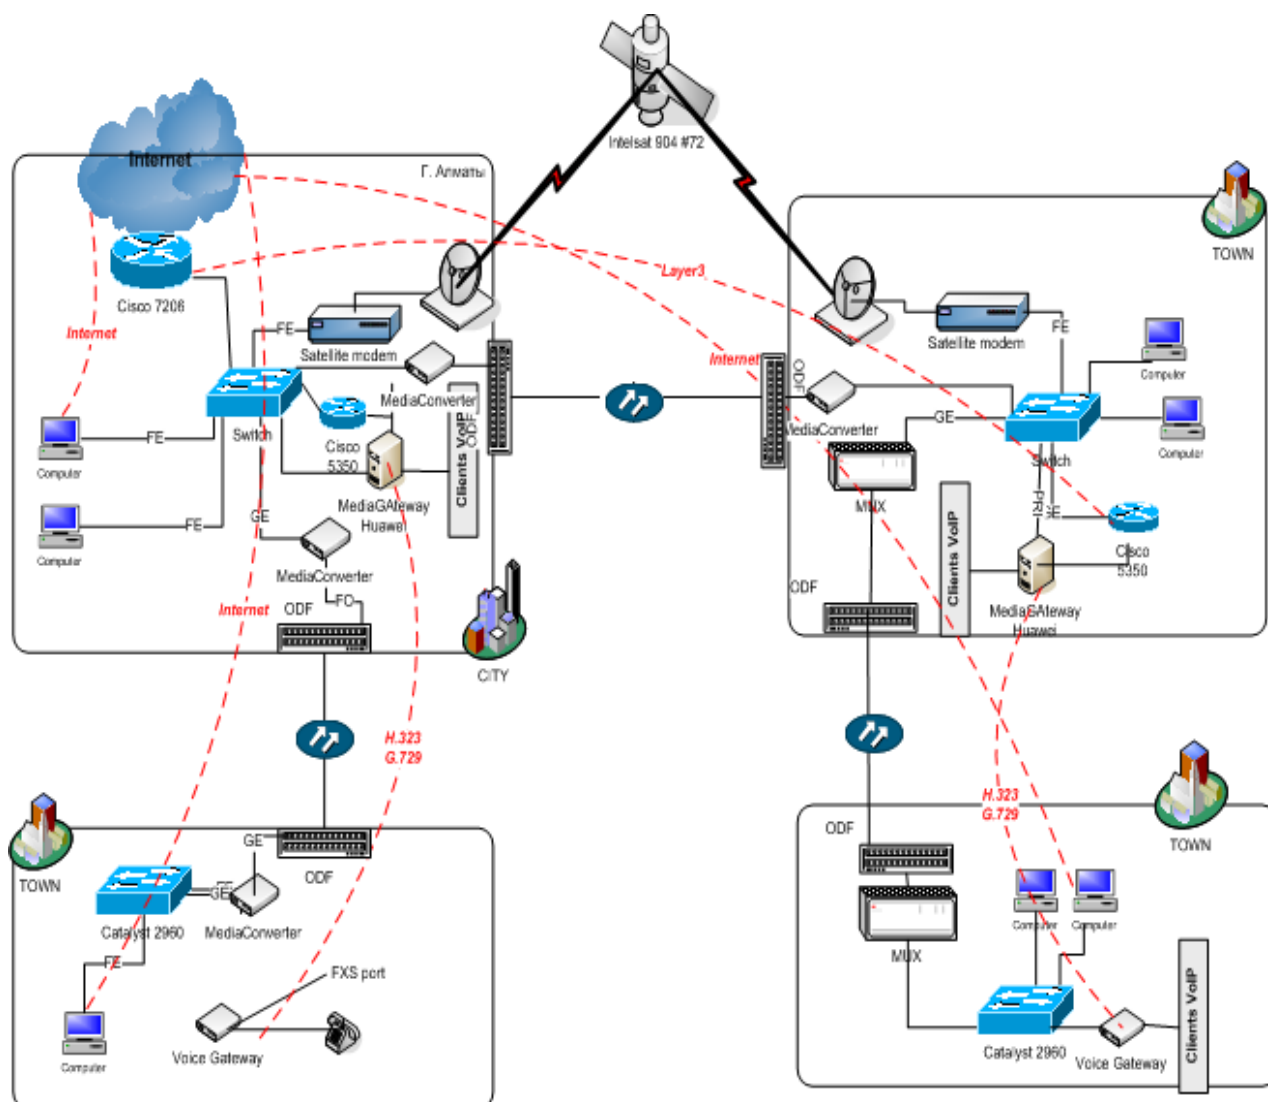 Intelsat 904 #72
Internet
Г. Алматы
TOWN
Cisco 7206
Layer3
FE
Satellite modem
Internet
FE
Satellite modem
Internet
ODF
Computer
MediaConverter
ODF
Clients VoIP
MediaConverter
GE
Switch
Cisco
5350
FE
Computer
Switch
Computer
MUX
MediaGAteway
Huawei
GE
FE
Computer
PRI
Clients VoIP
Cisco
5350
MediaConverter
FO
ODF
Internet
ODF
MediaGAteway
Huawei
CITY
H.323
G.729
H.323
G.729
TOWN
GE
ODF
TOWN
ODF
GE
MediaConverter
Catalyst 2960
FE
Computer
Computer
MUX
FXS port
Voice Gateway
Computer
Catalyst 2960
Voice Gateway
Clients VoIP